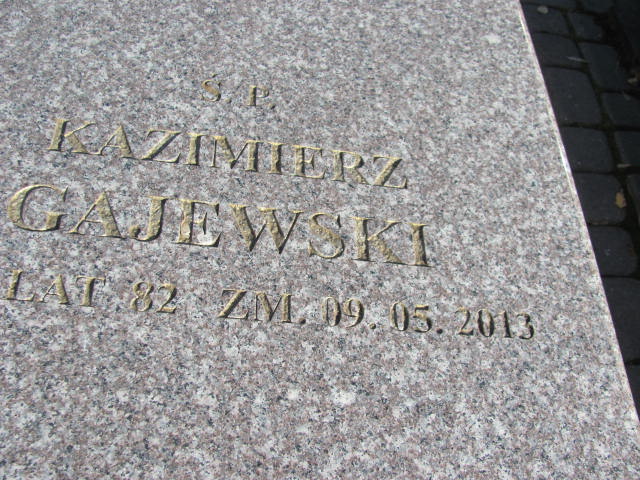 Ś. P.
KAZIMIERZ
GAJEWSKI
LAT 82 ZM. 09. 05. 2013